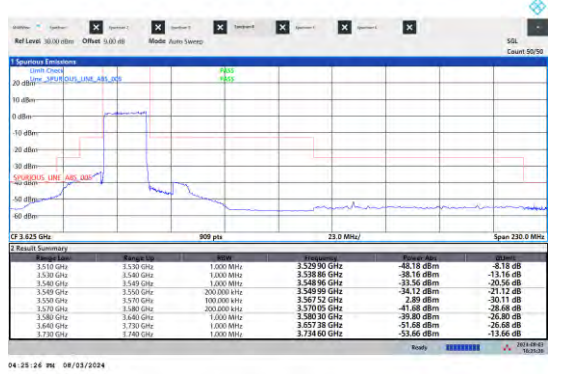 Ref Level 30.00 dBm Offset 9.00 dB Mode Auto Sweep SGL
Count 50/50
1 Spurious Emissions
Limit Check PASS
Line _SPURIOUS_LINE_ABS_005 PASS
20 dBm
10 dBm
0 dBm
-10 dBm
-20 dBm
-30 dBm
_SPURIOUS_LINE_ABS_005
-40 dBm
-50 dBm
-60 dBm
CF 3.625 GHz 909 pts 23.0 MHz/ Span 230.0 MHz
2 Result Summary
Range Low Range Up RBW Frequency Power Abs ΔLimit
3.510 GHz 3.530 GHz 1.000 MHz 3.529 90 GHz -48.18 dBm -8.18 dB
3.530 GHz 3.540 GHz 1.000 MHz 3.538 86 GHz -38.16 dBm -13.16 dB
3.540 GHz 3.549 GHz 1.000 MHz 3.548 96 GHz -33.56 dBm -20.56 dB
3.549 GHz 3.550 GHz 200.000 kHz 3.549 99 GHz -34.12 dBm -21.12 dB
3.550 GHz 3.570 GHz 100.000 kHz 3.567 52 GHz 2.89 dBm -30.11 dB
3.570 GHz 3.580 GHz 200.000 kHz 3.570 05 GHz -41.68 dBm -28.68 dB
3.580 GHz 3.640 GHz 1.000 MHz 3.580 30 GHz -39.80 dBm -26.80 dB
3.640 GHz 3.730 GHz 1.000 MHz 3.657 38 GHz -51.68 dBm -26.68 dB
3.730 GHz 3.740 GHz 1.000 MHz 3.734 60 GHz -53.66 dBm -13.66 dB
Ready
04:25:26 PM 08/03/2024